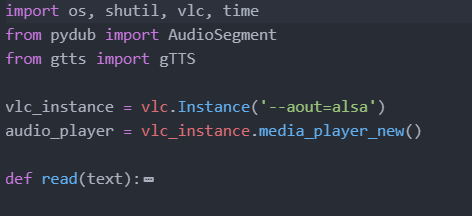 import os, shutil, vlc, time
from pydub import AudioSegment
from gtts import gTTS
vlc_instance = vlc.Instance('--aout=alsa')
audio_player = vlc_instance.media_player_new()
def read(text):